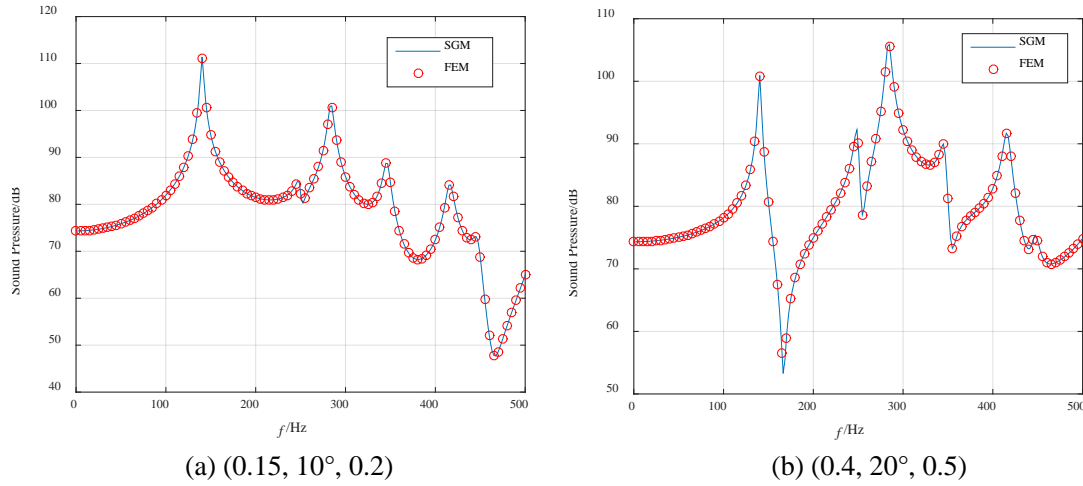 120
110
100
90
80
70
60
50
40
Sound Pressure/dB
SGM
FEM
0 100 200 300 400 500
f/Hz
(a) (0.15, 10°, 0.2)
110
100
90
80
70
60
50
Sound Pressure/dB
SGM
FEM
0 100 200 300 400 500
f/Hz
(b) (0.4, 20°, 0.5)